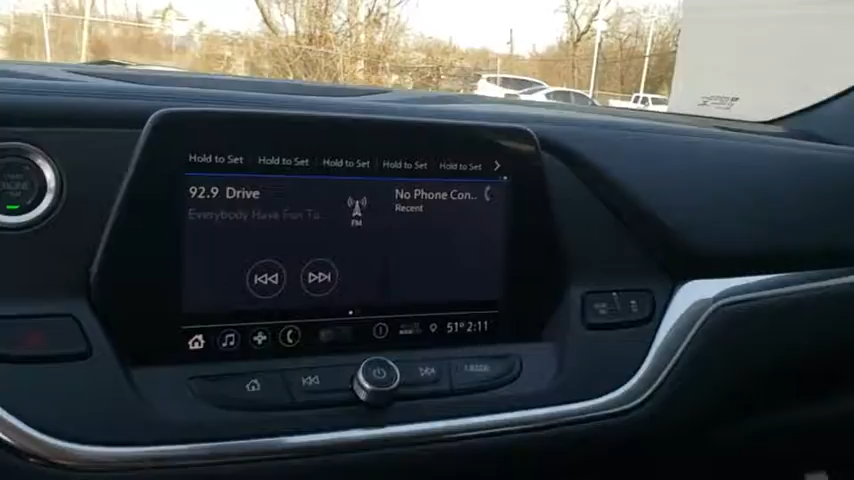 Hold to Set Hold to Set Hold to Set Hold to Set Hold to Set
92.9 Drive
Everybody Have Fun To...
FM
No Phone Con...
Recent
51° 2:11
ENGINE